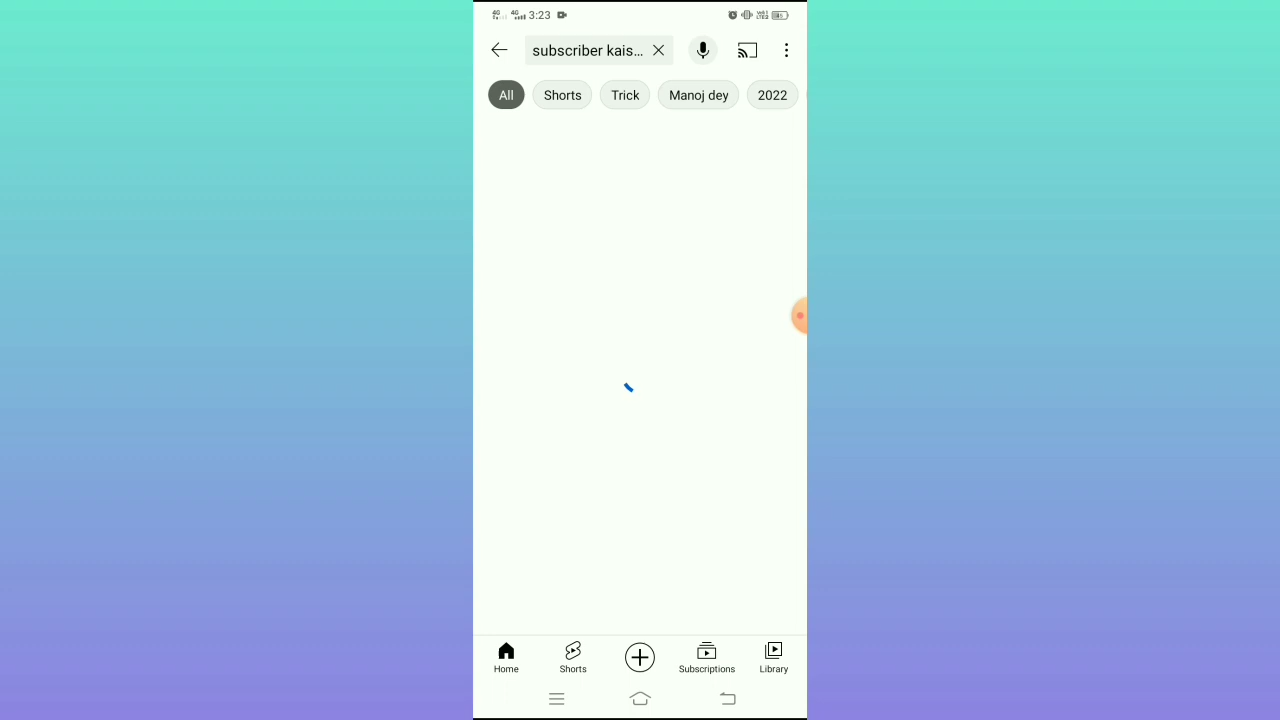 3:23
subscriber kais...
All Shorts Trick Manoj dey 2022
Home Shorts Subscriptions Library